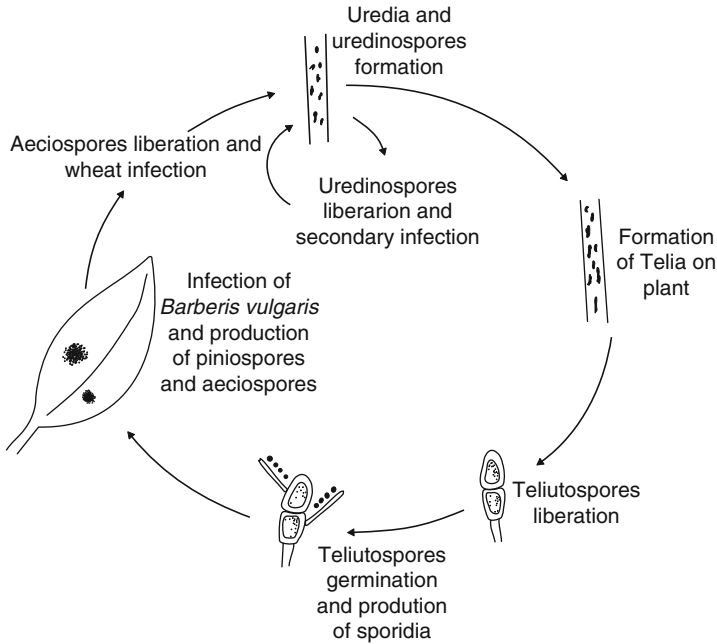 Uredia and
uredinospores
formation
Aeciospores liberation and
wheat infection
Uredinospores
liberarion and
secondary infection
Formation
of Telia on
plant
Infection of
Barberis vulgaris
and production
of piniospores
and aeciospores
Teliutospores
liberation
Teliutospores
germination
and prodution
of sporidia